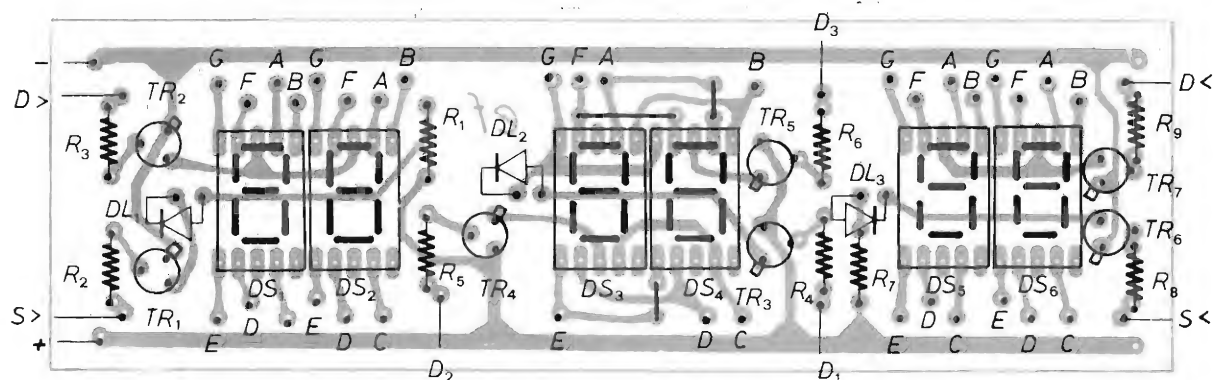 D3
G A G B G F A B G A G A
− F B F A F B F B D<
D> TR2 R1 DL2 TR5 R6 R9
R3 DL3 TR7
DL1 TR6
R2 R5 TR4 R4 R7 R8
DS1 DS2 DS3 DS4 TR3 DS5 DS6
S> TR1 D E D C E D C D E S<
+ E D C E C D C
D2 D1